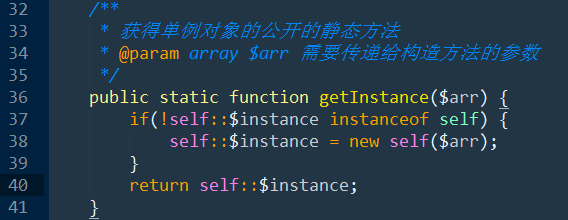 32 /**
33  * 获得单例对象的公开的静态方法
34  * @param array $arr 需要传递给构造方法的参数
35  */
36 public static function getInstance($arr) {
37     if(!self::$instance instanceof self) {
38         self::$instance = new self($arr);
39     }
40     return self::$instance;
41 }